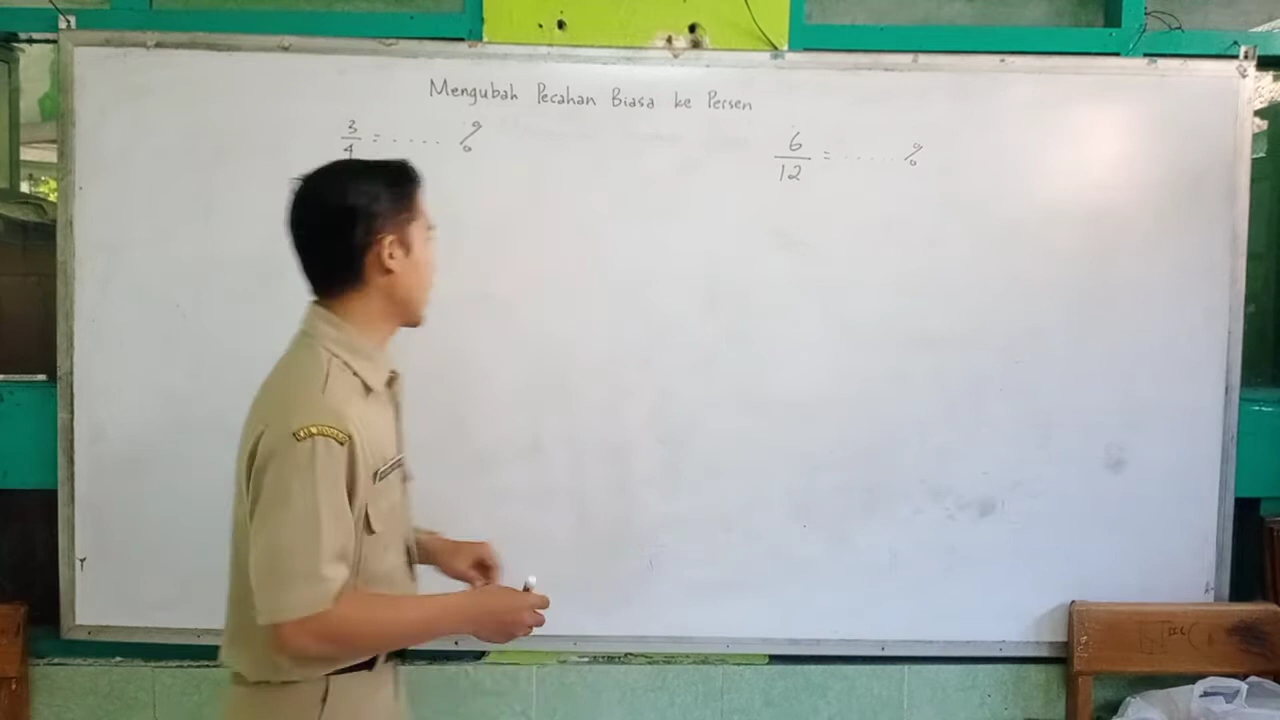 Mengubah Pecahan Biasa ke Persen
3/4 = ..... %
6/12 = ..... %